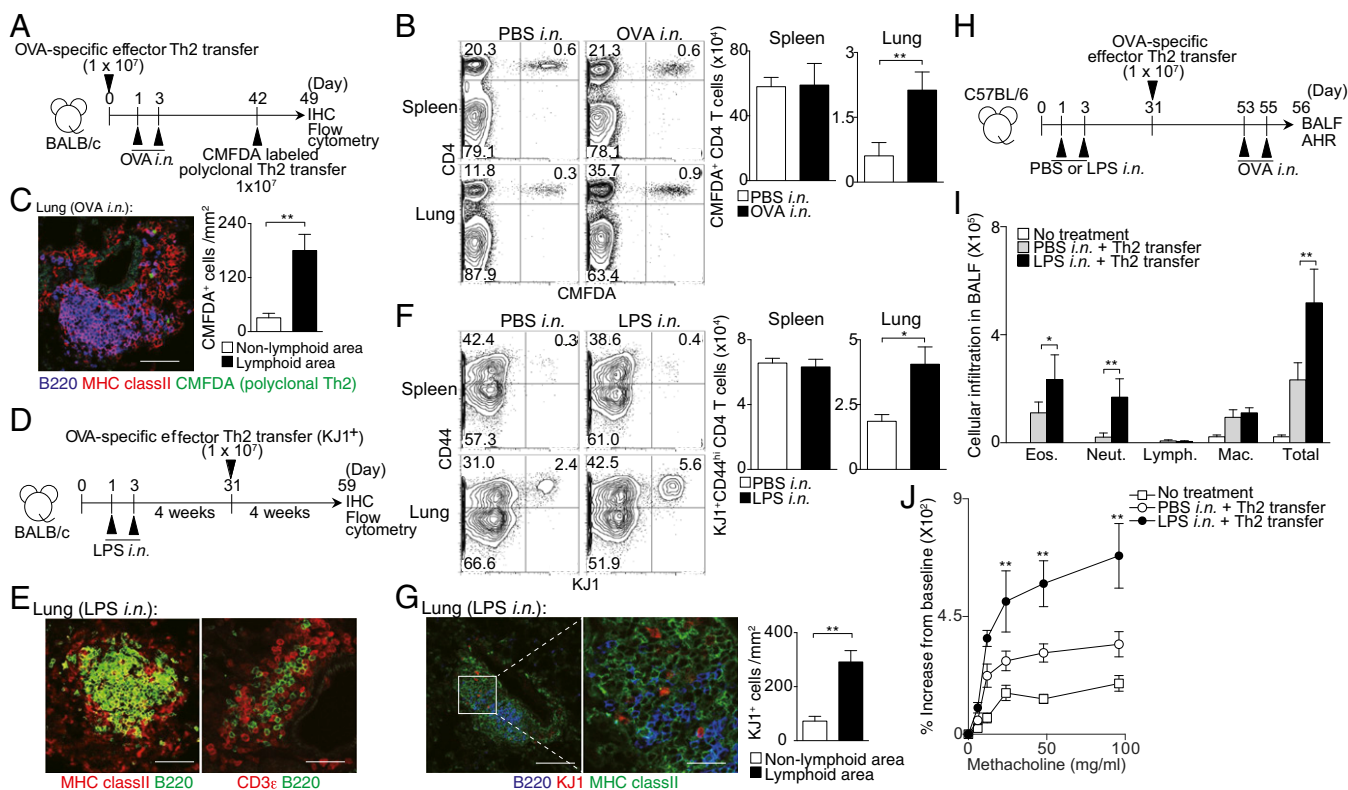 A
OVA-specific effector Th2 transfer
(1 x 10⁷)
0 1 3 42 49
(Day)
IHC
Flow
cytometry
BALB/c
OVA i.n.
CMFDA labeled
polyclonal Th2 transfer
1x10⁷
B
PBS i.n. OVA i.n.
Spleen
20.3 0.6 21.3 0.6
79.1 78.1
Lung
11.8 0.3 35.7 0.9
87.9 63.4
CD4
CMFDA
Spleen Lung
CMFDA⁺ CD4 T cells (x10⁴)
80
40
0
3
1.5
0
**
PBS i.n.
OVA i.n.
C
Lung (OVA i.n.):
B220 MHC classII CMFDA (polyclonal Th2)
CMFDA⁺ cells /mm²
240
120
0
**
Non-lymphoid area
Lymphoid area
D
OVA-specific effector Th2 transfer (KJ1⁺)
(1 x 10⁷)
0 1 3 31 59
(Day)
IHC
Flow
cytometry
4 weeks 4 weeks
BALB/c
LPS i.n.
E
Lung (LPS i.n.):
MHC classII B220
CD3ε B220
F
PBS i.n. LPS i.n.
Spleen
42.4 0.3 38.6 0.4
57.3 61.0
Lung
31.0 2.4 42.5 5.6
66.6 51.9
CD44
KJ1
Spleen Lung
KJ1⁺CD44ʰⁱ CD4 T cells (x10⁴)
8
4
0
5
2.5
0
*
PBS i.n.
LPS i.n.
G
Lung (LPS i.n.):
B220 KJ1 MHC classII
KJ1⁺ cells /mm²
400
200
0
**
Non-lymphoid area
Lymphoid area
H
OVA-specific
effector Th2 transfer
(1 x 10⁷)
C57BL/6
0 1 3 31 53 55 56
(Day)
BALF
AHR
PBS or LPS i.n.
OVA i.n.
I
Cellular infiltration in BALF (X10⁵)
8
4
0
No treatment
PBS i.n. + Th2 transfer
LPS i.n. + Th2 transfer
* ** **
Eos. Neut. Lymph. Mac. Total
J
% Increase from baseline (X10²)
9
4.5
0
No treatment
PBS i.n. + Th2 transfer
LPS i.n. + Th2 transfer
** ** **
0 50 100
Methacholine (mg/ml)